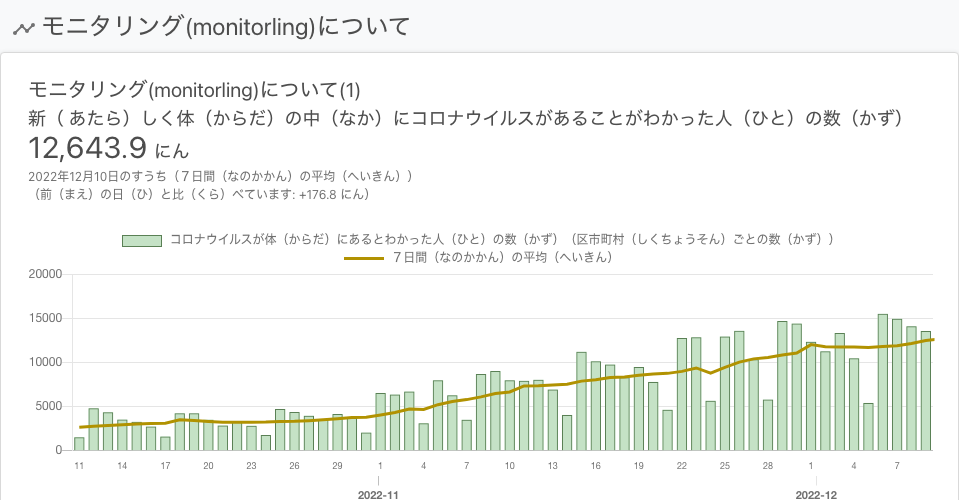 モニタリング(monitorling)について
モニタリング(monitorling)について(1)
新（ あたら）しく体（からだ）の中（なか）にコロナウイルスがあることがわかった人（ひと）の数（かず）
12,643.9 にん
2022年12月10日のすうち（７日間（なのかかん）の平均（へいきん））
（前（まえ）の日（ひ）と比（くら）べています: +176.8 にん）
コロナウイルスが体（からだ）にあるとわかった人（ひと）の数（かず）（区市町村（しくちょうそん）ごとの数（かず））
７日間（なのかかん）の平均（へいきん）
20000
15000
10000
5000
0
11 14 17 20 23 26 29 1 4 7 10 13 16 19 22 25 28 1 4 7
2022-11 2022-12